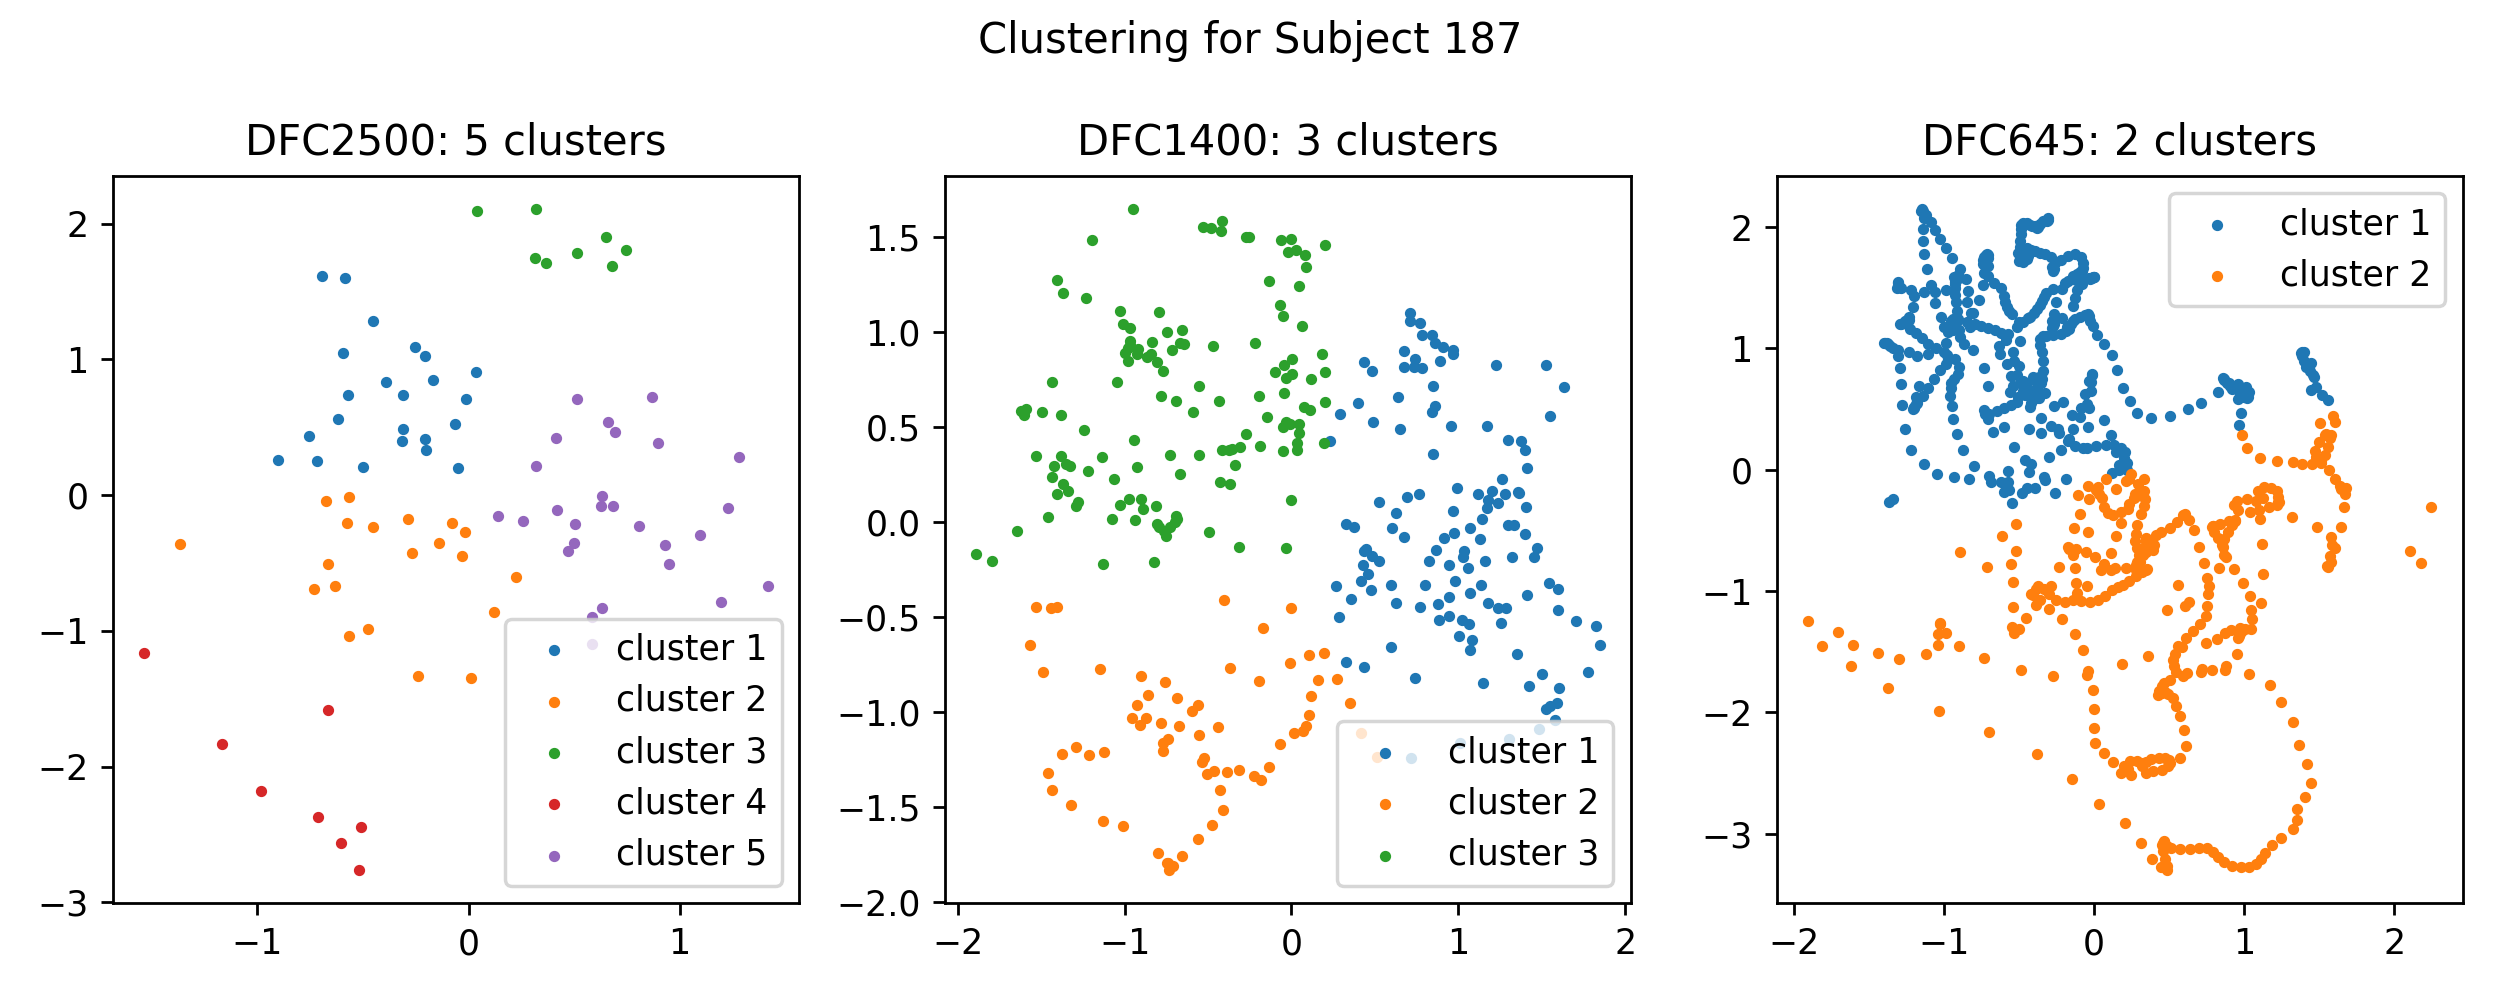 Clustering for Subject 187
DFC2500: 5 clusters
2
1
0
−1
−2
−3
−1
0
1
cluster 1
cluster 2
cluster 3
cluster 4
cluster 5
DFC1400: 3 clusters
1.5
1.0
0.5
0.0
−0.5
−1.0
−1.5
−2.0
−2
−1
0
1
2
cluster 1
cluster 2
cluster 3
DFC645: 2 clusters
2
1
0
−1
−2
−3
−2
−1
0
1
2
cluster 1
cluster 2